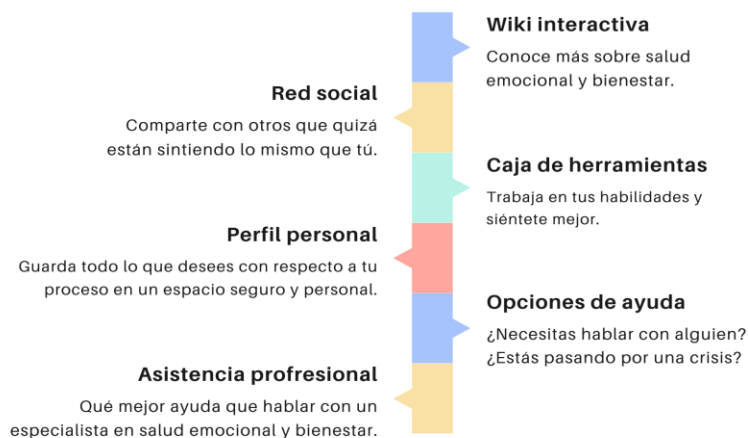 Wiki interactiva
Conoce más sobre salud
emocional y bienestar.
Red social
Comparte con otros que quizá
están sintiendo lo mismo que tú.
Caja de herramientas
Trabaja en tus habilidades y
siéntete mejor.
Perfil personal
Guarda todo lo que desees con respecto a tu
proceso en un espacio seguro y personal.
Opciones de ayuda
¿Necesitas hablar con alguien?
¿Estás pasando por una crisis?
Asistencia profresional
Qué mejor ayuda que hablar con un
especialista en salud emocional y bienestar.